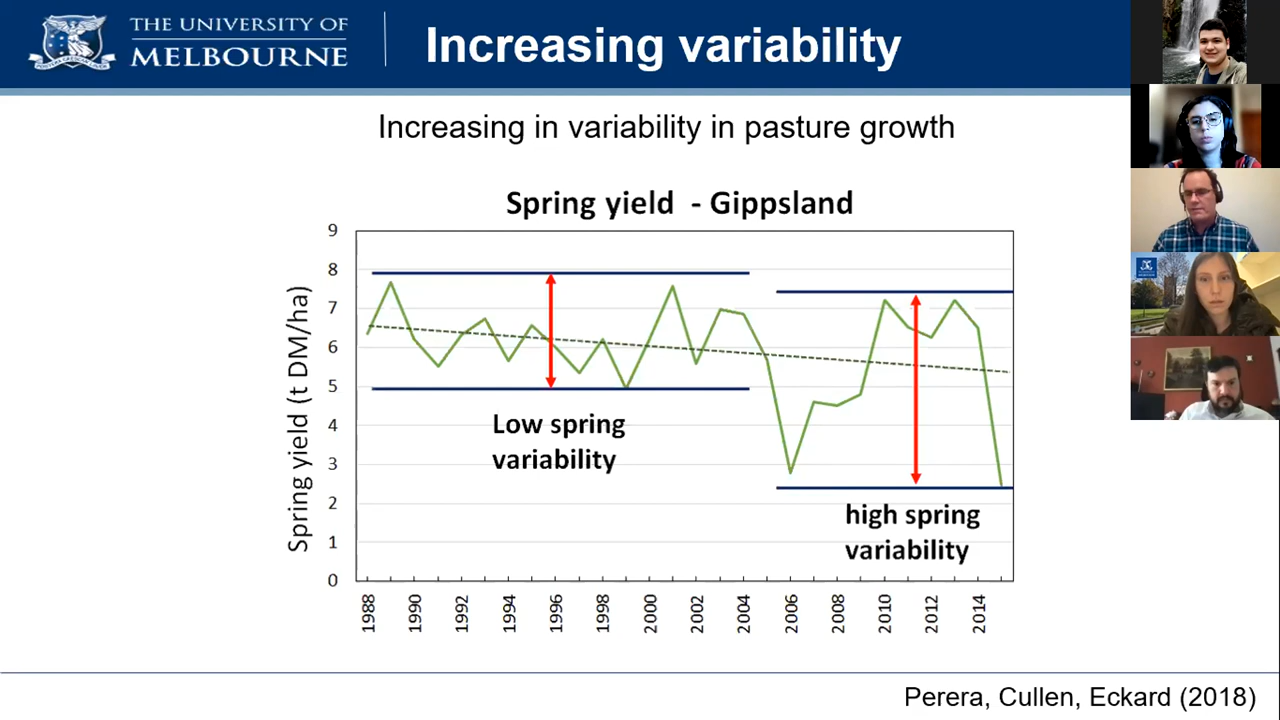 THE UNIVERSITY OF
MELBOURNE
Increasing variability
Increasing in variability in pasture growth
Spring yield - Gippsland
Spring yield (t DM/ha)
9
8
7
6
5
4
3
2
1
0
Low spring
variability
high spring
variability
1988
1990
1992
1994
1996
1998
2000
2002
2004
2006
2008
2010
2012
2014
Perera, Cullen, Eckard (2018)